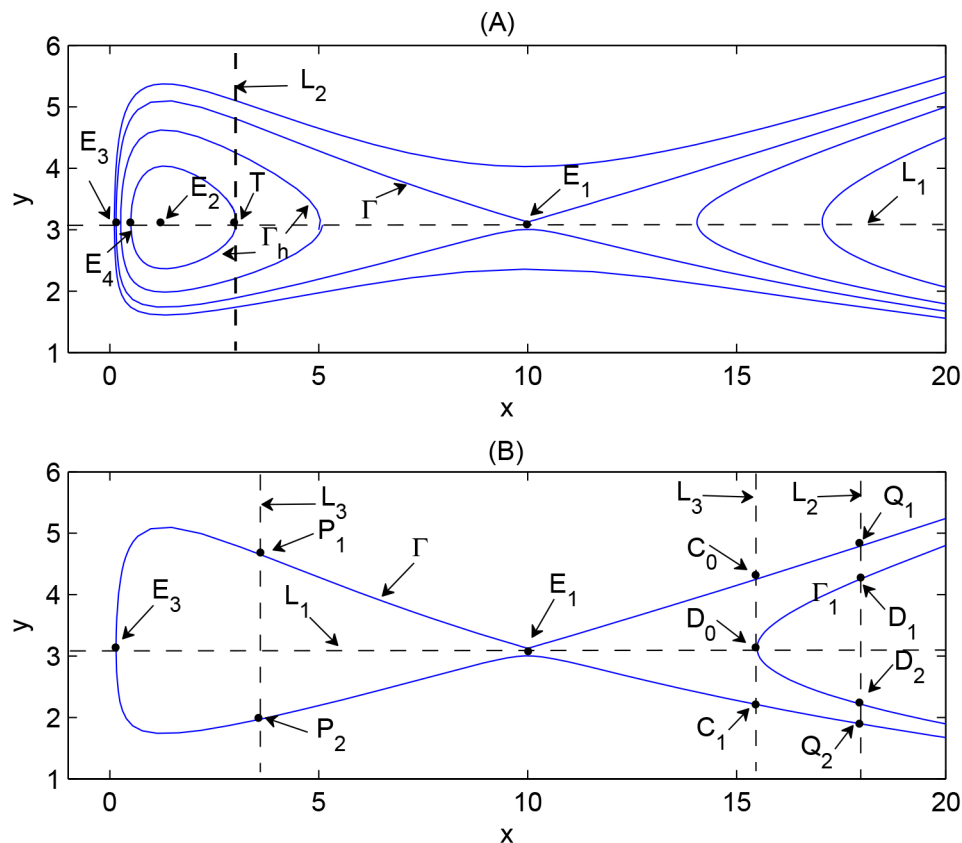 (A)
6
5
4
3
2
1
y
L₂
E₃
E₂
T
E₁
L₁
Γ
Γₕ
E₄
0
5
10
15
20
x
(B)
6
5
4
3
2
1
y
L₃
P₁
Γ
L₃
L₂
Q₁
C₀
E₃
L₁
E₁
D₀
Γ₁
D₁
D₂
P₂
C₁
Q₂
0
5
10
15
20
x